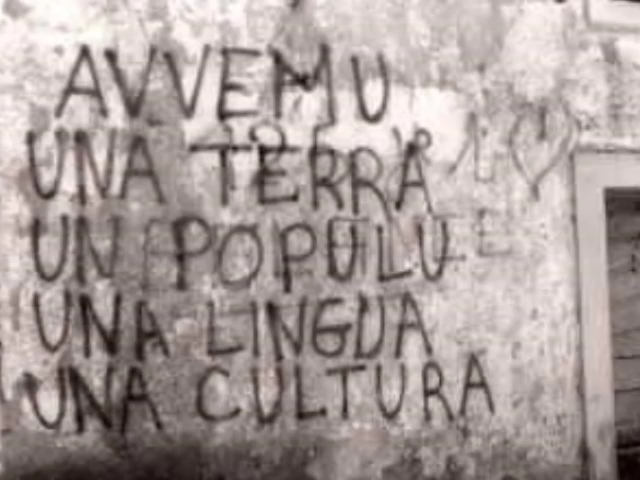 AVVEMU
UNA TERRA
UN POPULU
UNA LINGUA
UNA CULTURA